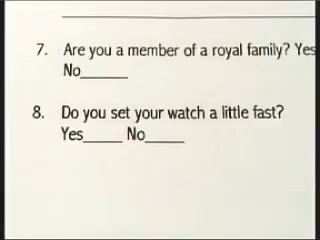 7. Are you a member of a royal family? Yes
No______
8. Do you set your watch a little fast?
Yes_____ No_____